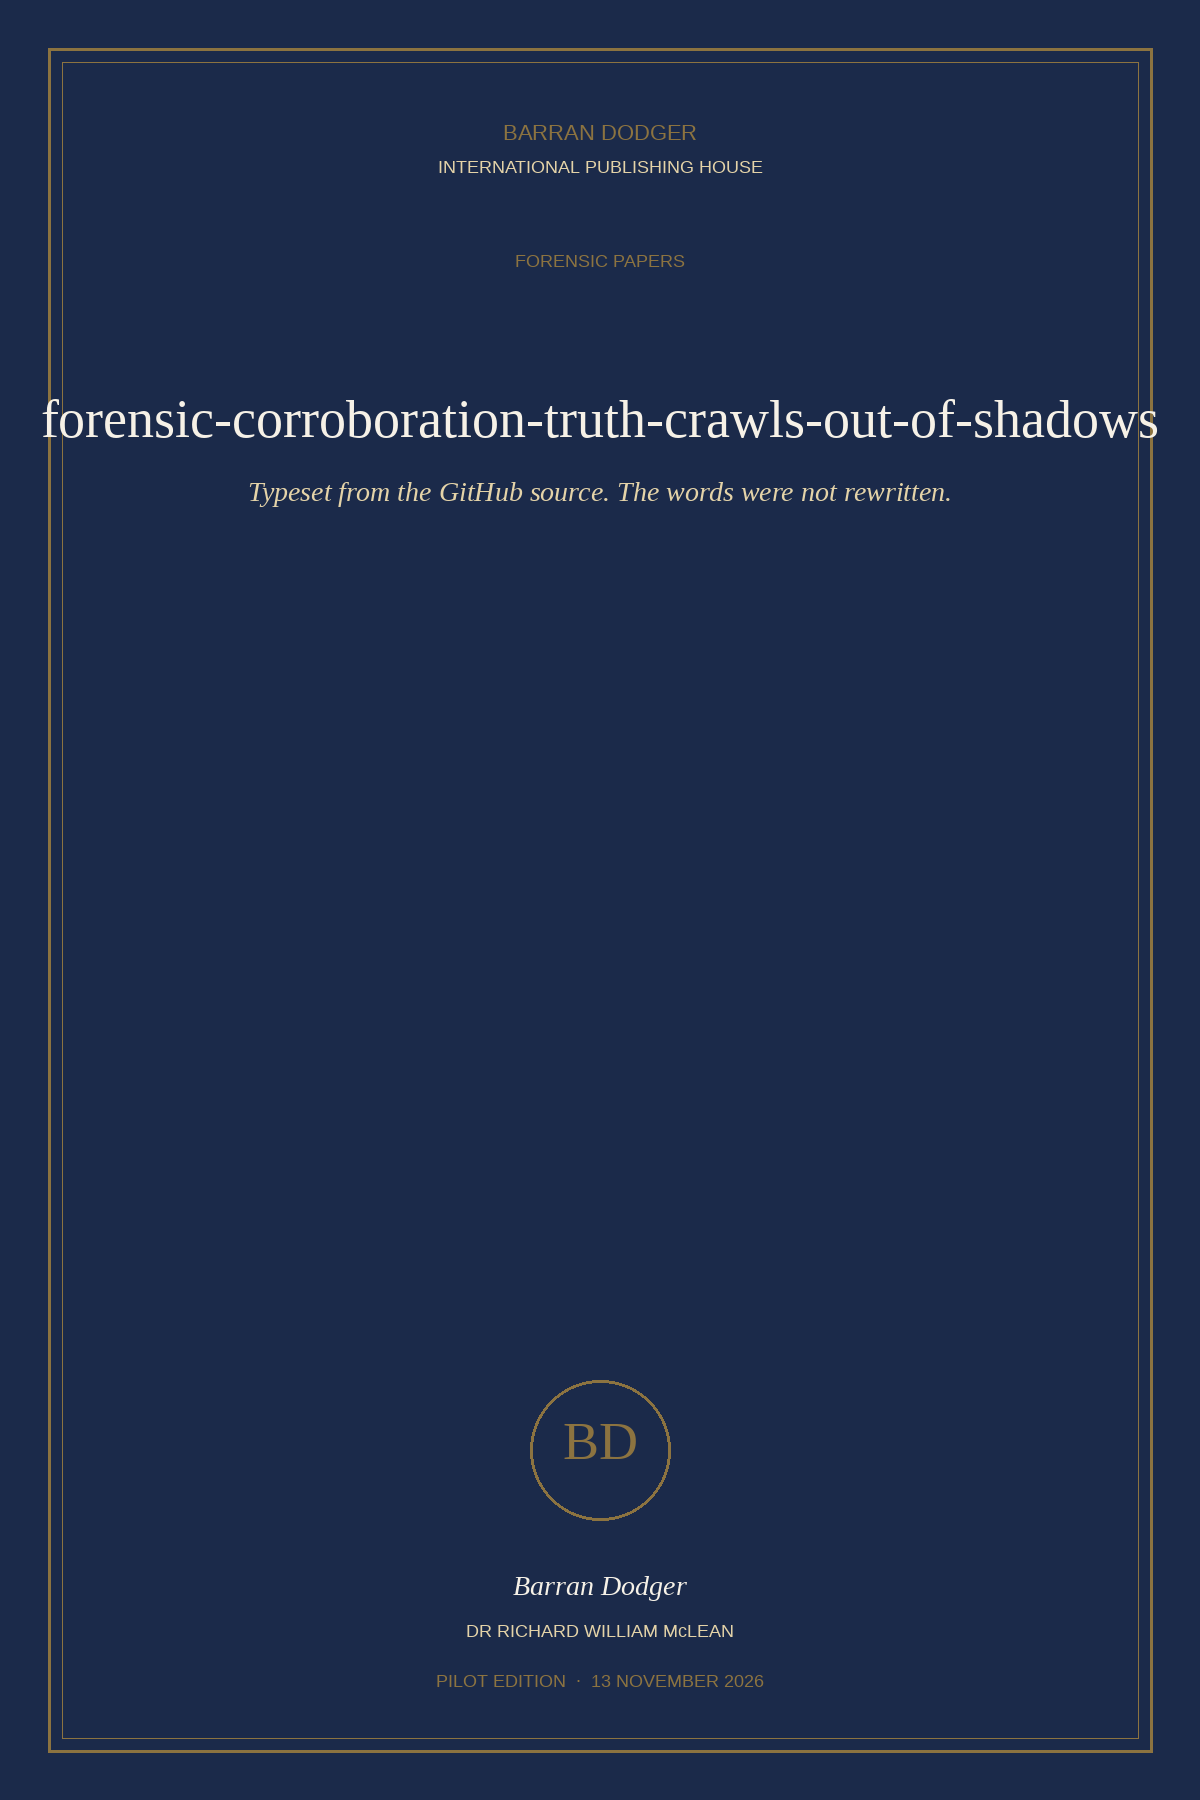 BARRAN DODGER
INTERNATIONAL PUBLISHING HOUSE
FORENSIC PAPERS
forensic-corroboration-truth-crawls-out-of-shadows
Typeset from the GitHub source. The words were not rewritten.
BD
Barran Dodger
DR RICHARD WILLIAM McLEAN
PILOT EDITION · 13 NOVEMBER 2026